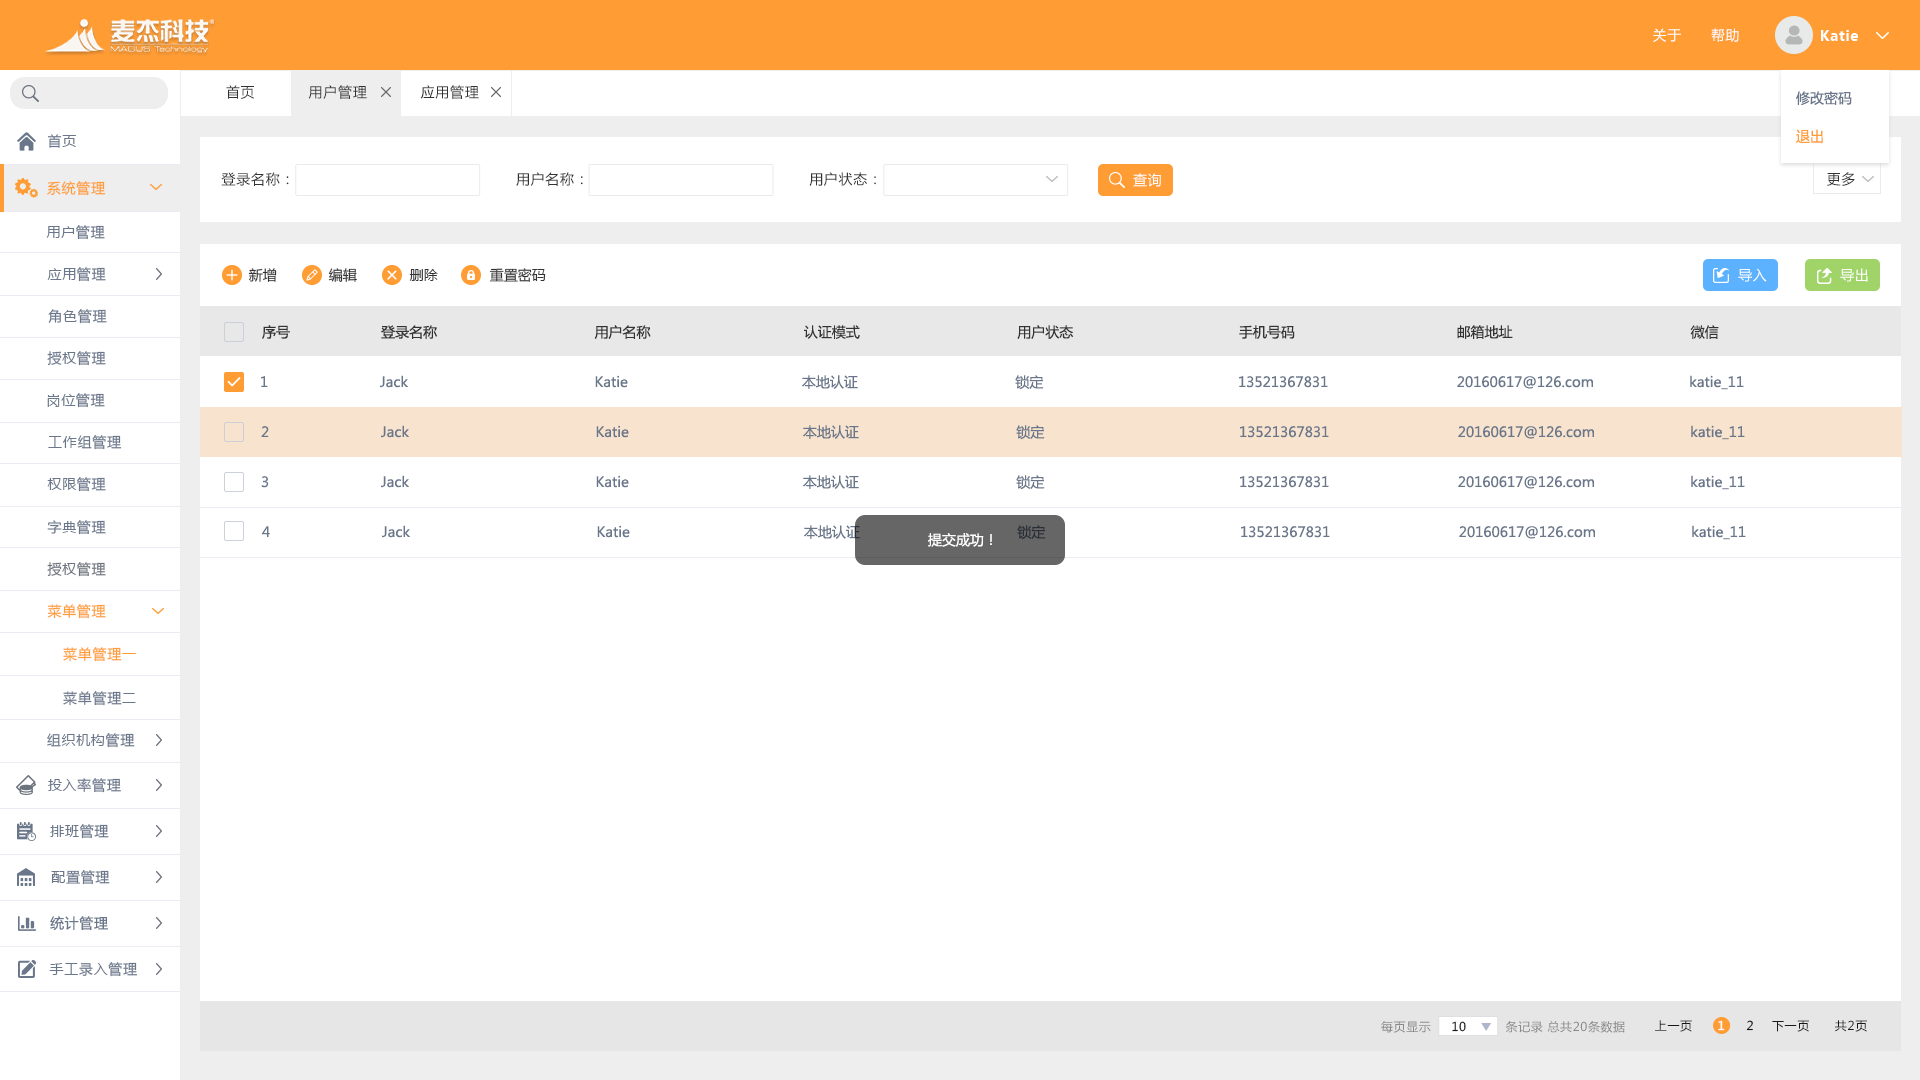 麦杰科技
MAGUS Technology
关于 帮助 Katie
首页 用户管理 应用管理
修改密码
退出
首页
系统管理
用户管理
应用管理
角色管理
授权管理
岗位管理
工作组管理
权限管理
字典管理
授权管理
菜单管理
菜单管理一
菜单管理二
组织机构管理
投入率管理
排班管理
配置管理
统计管理
手工录入管理
登录名称： 用户名称： 用户状态： 查询 更多
新增 编辑 删除 重置密码 导入 导出
序号 登录名称 用户名称 认证模式 用户状态 手机号码 邮箱地址 微信
1 Jack Katie 本地认证 锁定 13521367831 20160617@126.com katie_11
2 Jack Katie 本地认证 锁定 13521367831 20160617@126.com katie_11
3 Jack Katie 本地认证 锁定 13521367831 20160617@126.com katie_11
4 Jack Katie 本地认证 锁定 13521367831 20160617@126.com katie_11
提交成功！
每页显示 10 条记录 总共20条数据 上一页 1 2 下一页 共2页